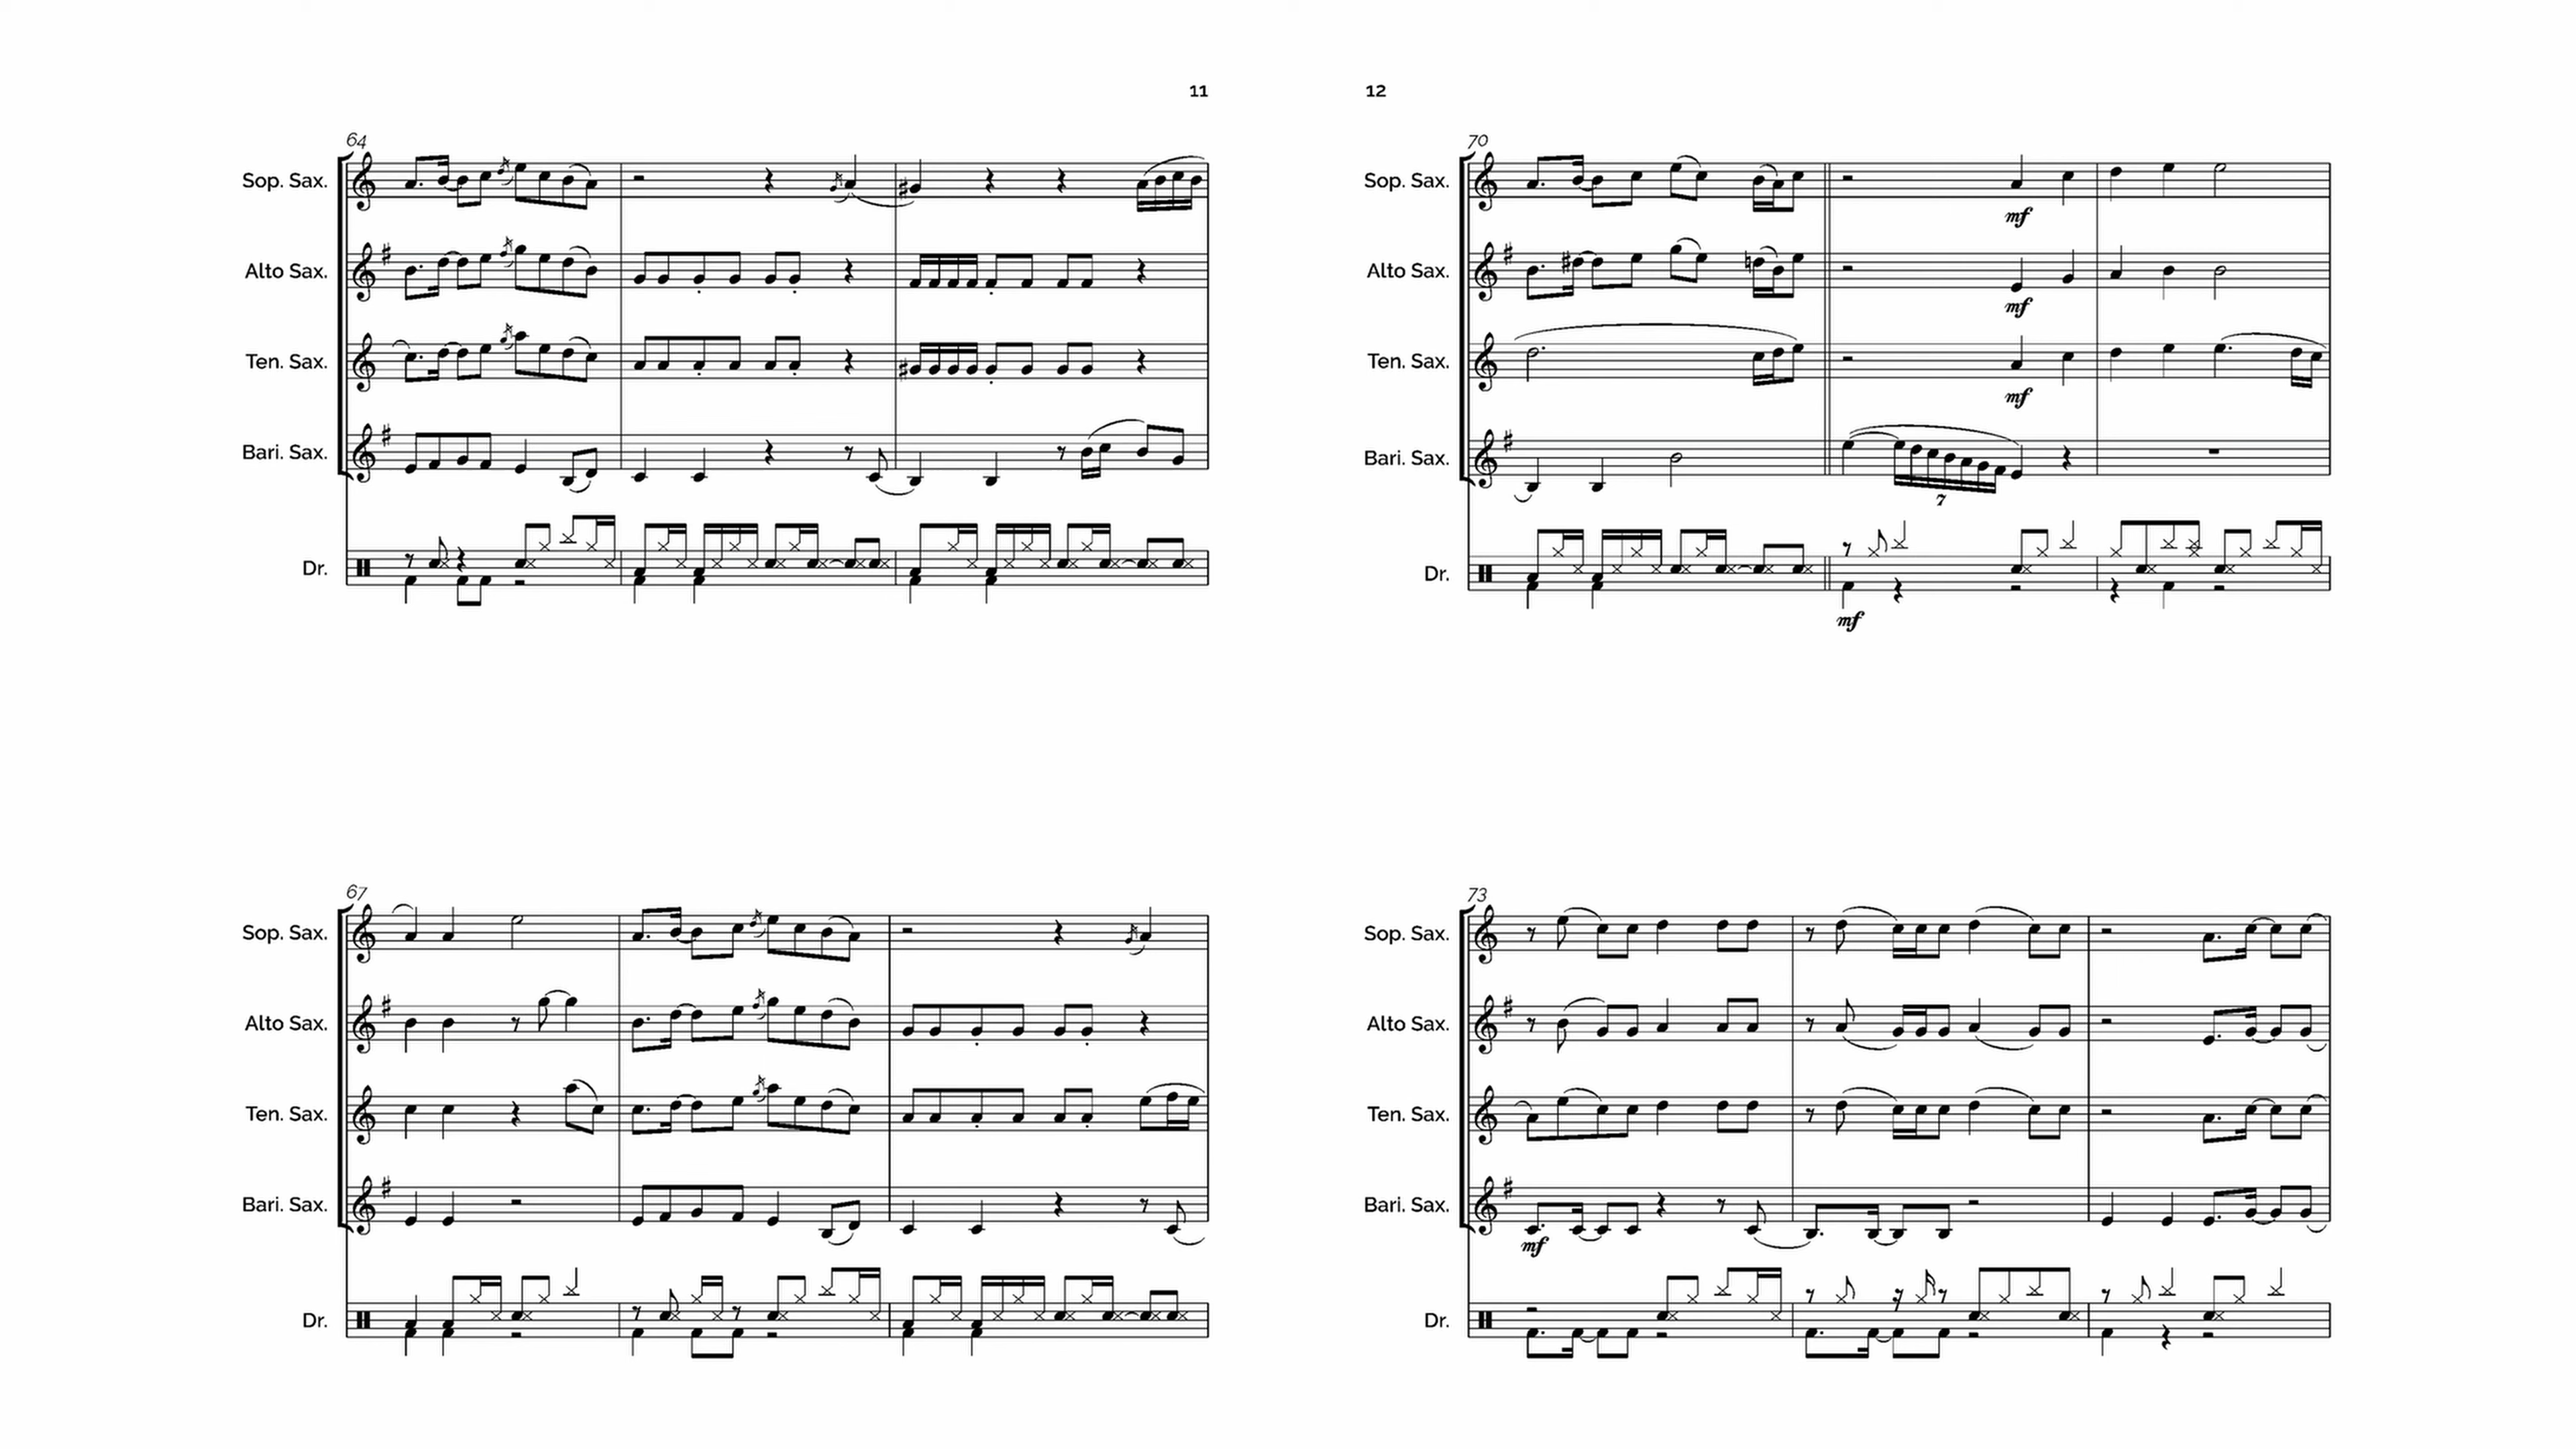 11
64
Sop. Sax.
Alto Sax.
Ten. Sax.
Bari. Sax.
Dr.
67
Sop. Sax.
Alto Sax.
Ten. Sax.
Bari. Sax.
Dr.
12
70
Sop. Sax.
mf
Alto Sax.
mf
Ten. Sax.
mf
Bari. Sax.
7
Dr.
mf
73
Sop. Sax.
Alto Sax.
Ten. Sax.
Bari. Sax.
mf
Dr.